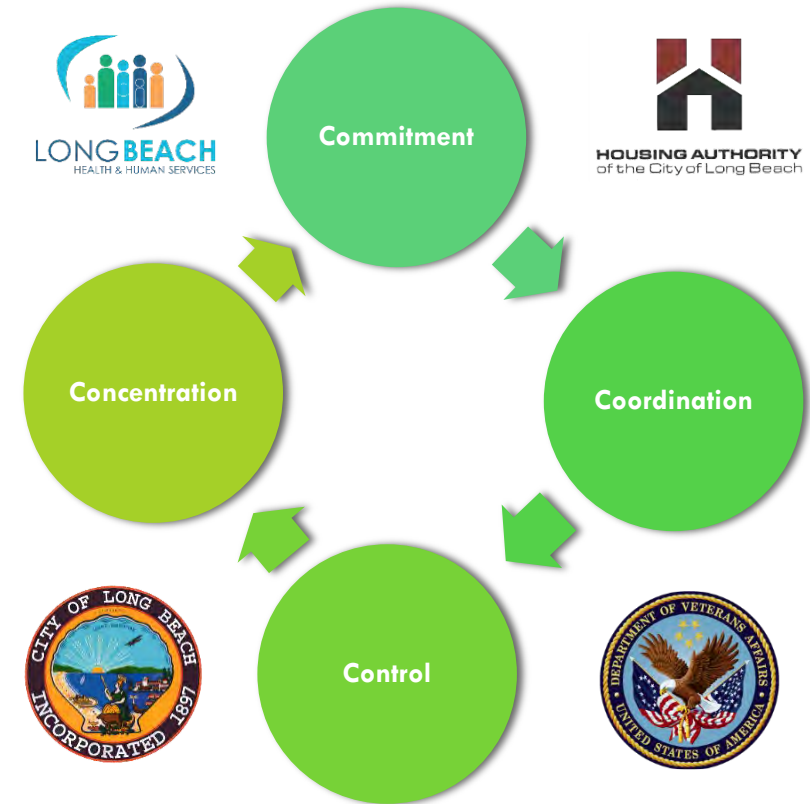 LONG BEACH
HEALTH & HUMAN SERVICES
Commitment
HOUSING AUTHORITY
of the City of Long Beach
Concentration
Coordination
CITY OF LONG BEACH
INCORPORATED 1897
Control
DEPARTMENT OF VETERANS AFFAIRS
UNITED STATES OF AMERICA